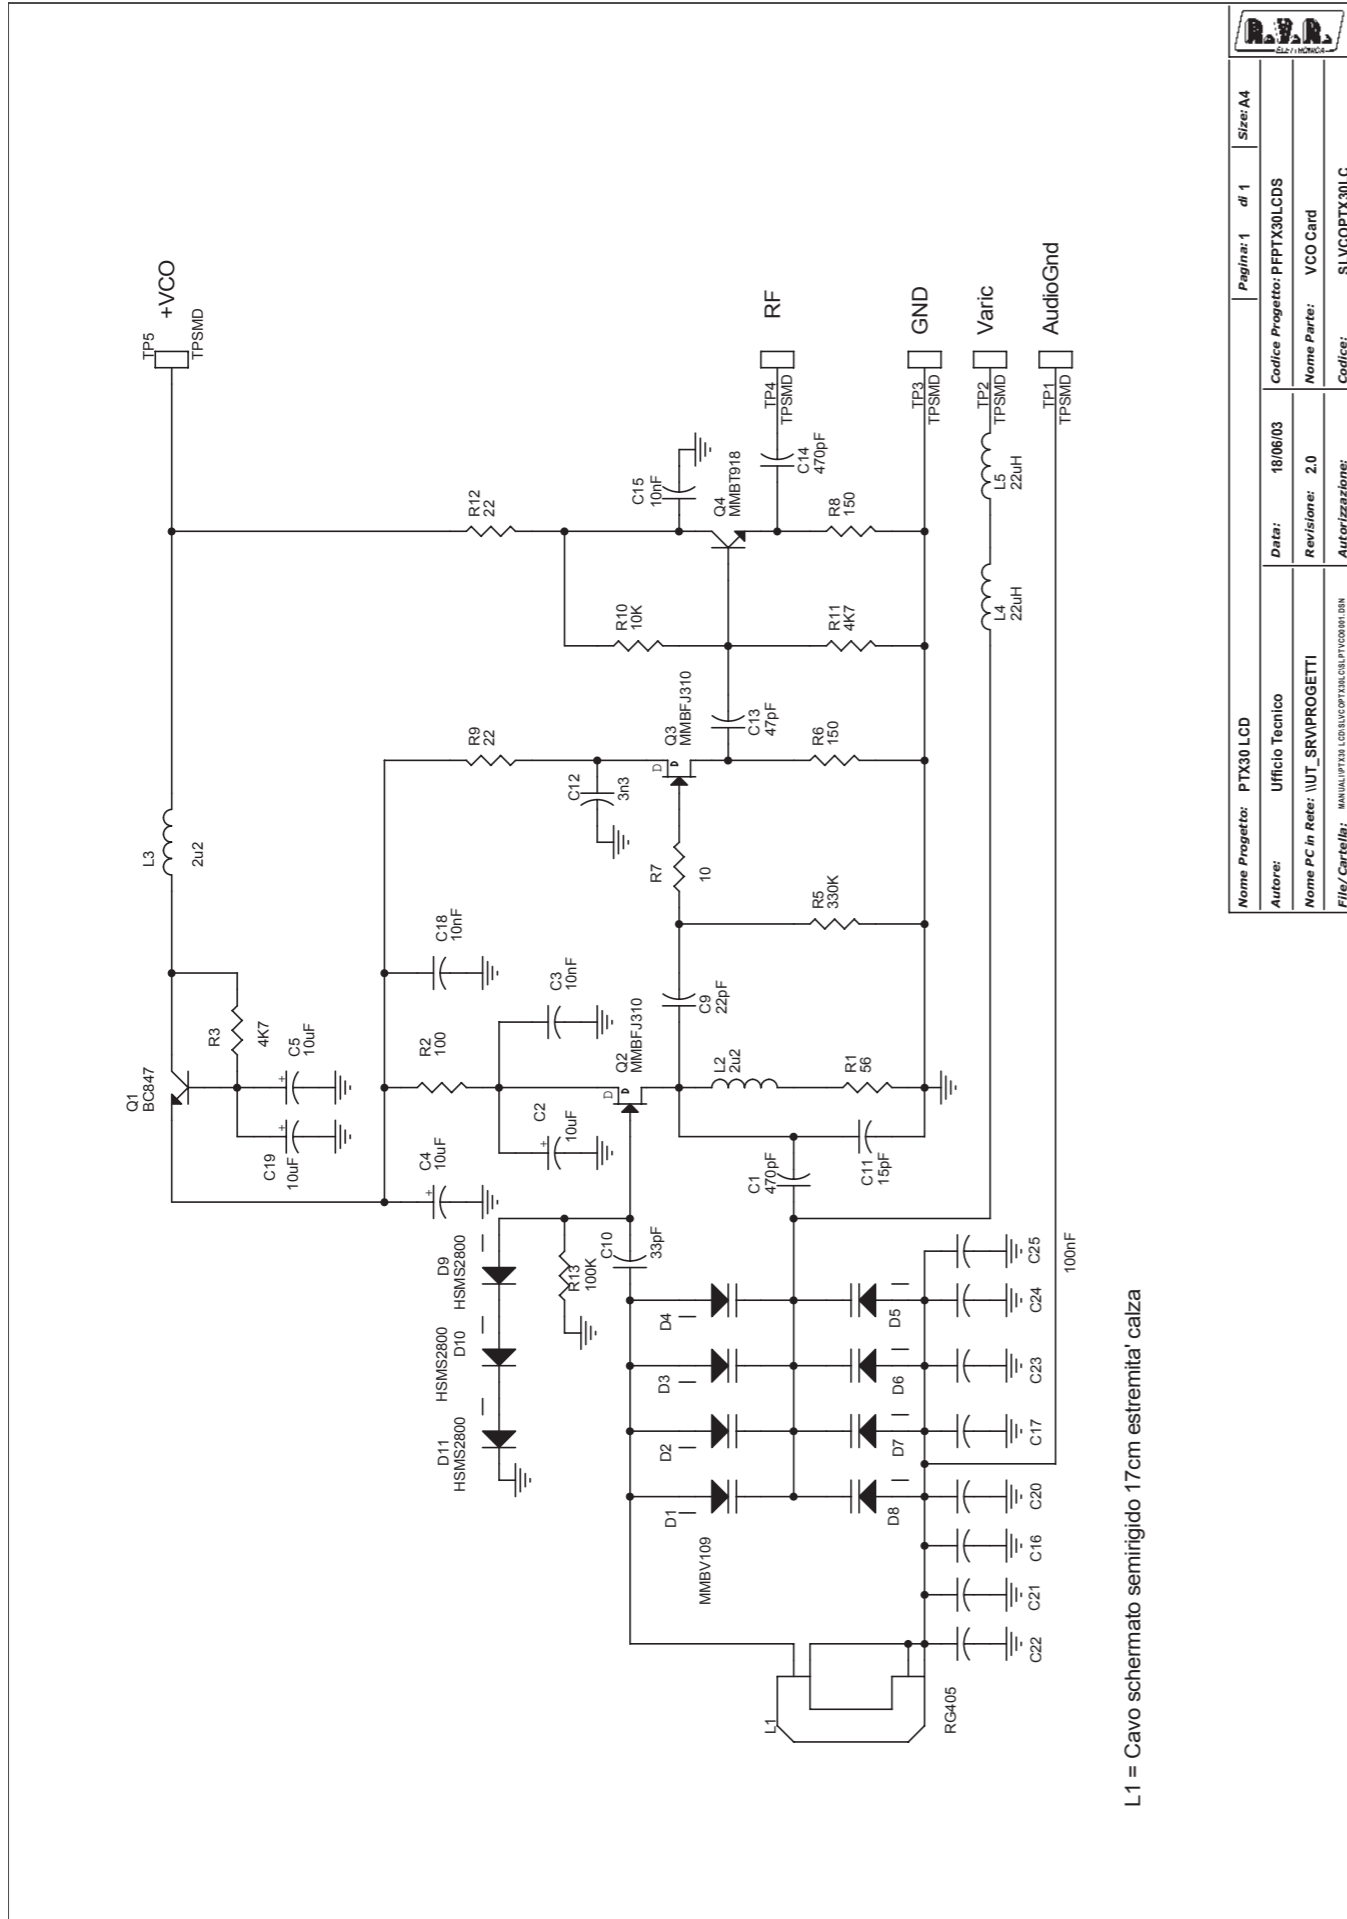 +VCO
TP5
TPSMD
L3
2u2
Q1
BC847
R3
4K7
C5
10uF
C19
10uF
C4
10uF
R2
100
C18
10nF
C3
10nF
C2
10uF
Q2
MMBFJ310
D
D
R9
22
C12
3n3
Q3
MMBFJ310
D
D
R12
22
R10
10K
C15
10nF
Q4
MMBT918
C14
470pF
TP4
TPSMD
RF
R8
150
R11
4K7
C13
47pF
R6
150
R7
10
R5
330K
C9
22pF
L2
2u2
R1
56
C1
470pF
C11
15pF
TP3
TPSMD
GND
TP2
TPSMD
Varic
TP1
TPSMD
AudioGnd
L5
22uH
L4
22uH
D9
HSMS2800
HSMS2800
D10
D11
HSMS2800
R13
100K
C10
33pF
D4
D3
D2
D1
MMBV109
D5
D6
D7
D8
C25
C24
C23
C17
C20
C16
C21
C22
100nF
L1
RG405
L1 = Cavo schermato semirigido 17cm estremita' calza
Nome Progetto: PTX30 LCD
Pagina: 1 di 1
Size: A4
R.V.R.
ELETTRONICA
Autore: Ufficio Tecnico
Data: 18/06/03
Codice Progetto: PFPTX30LCDS
Nome PC in Rete: \\UT_SRV\PROGETTI
Revisione: 2.0
Nome Parte: VCO Card
File/Cartella:
Autorizzazione:
Codice: SLVCOPTX30LC